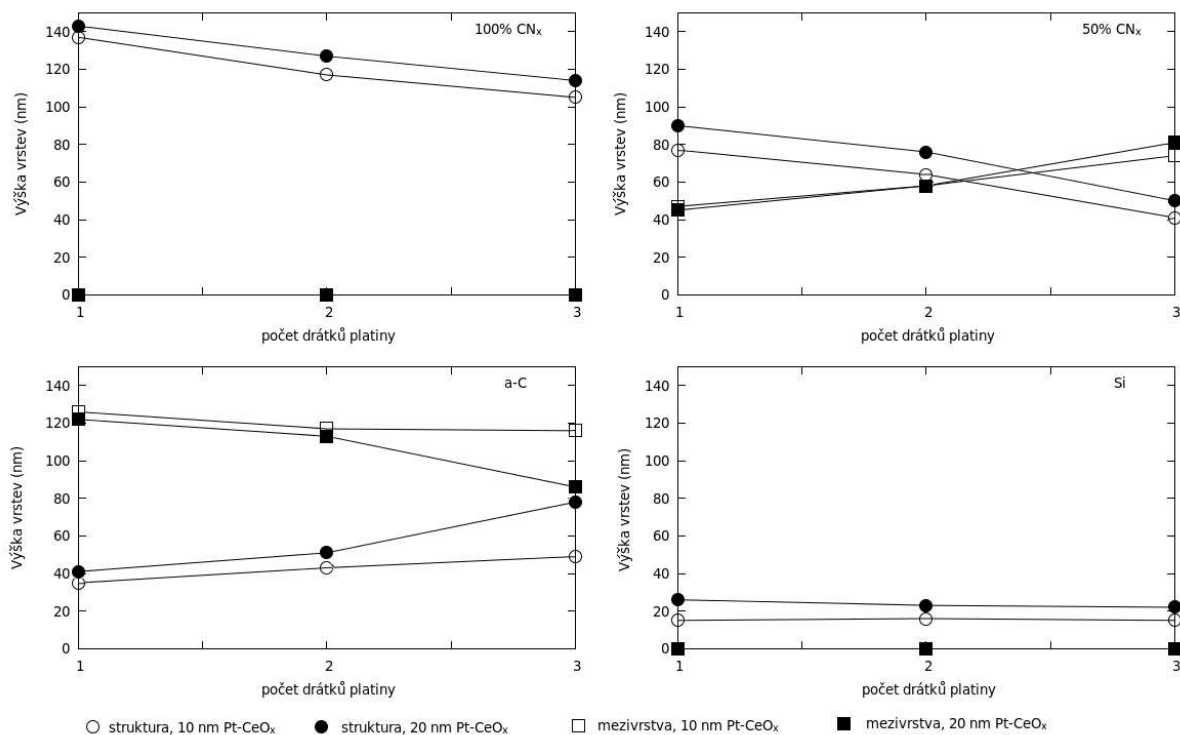 100% CNₓ
140
120
100
80
60
40
20
0
Výška vrstev (nm)
1 2 3
počet drátků platiny
50% CNₓ
140
120
100
80
60
40
20
0
Výška vrstev (nm)
1 2 3
počet drátků platiny
a-C
140
120
100
80
60
40
20
0
Výška vrstev (nm)
1 2 3
počet drátků platiny
Si
140
120
100
80
60
40
20
0
Výška vrstev (nm)
1 2 3
počet drátků platiny
struktura, 10 nm Pt-CeOₓ struktura, 20 nm Pt-CeOₓ mezivrstva, 10 nm Pt-CeOₓ mezivrstva, 20 nm Pt-CeOₓ